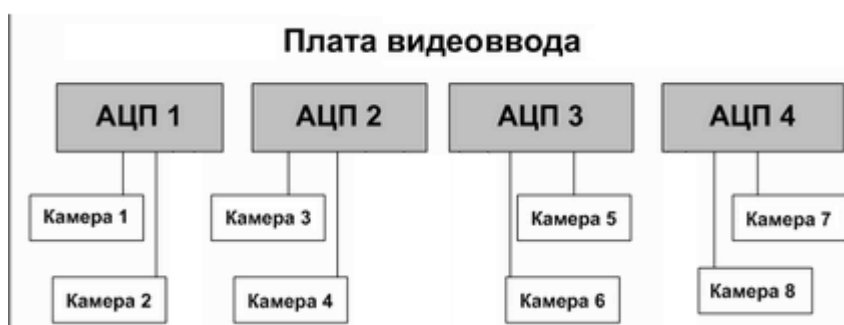 Плата видеоввода
АЦП 1
АЦП 2
АЦП 3
АЦП 4
Камера 1
Камера 3
Камера 5
Камера 7
Камера 2
Камера 4
Камера 6
Камера 8